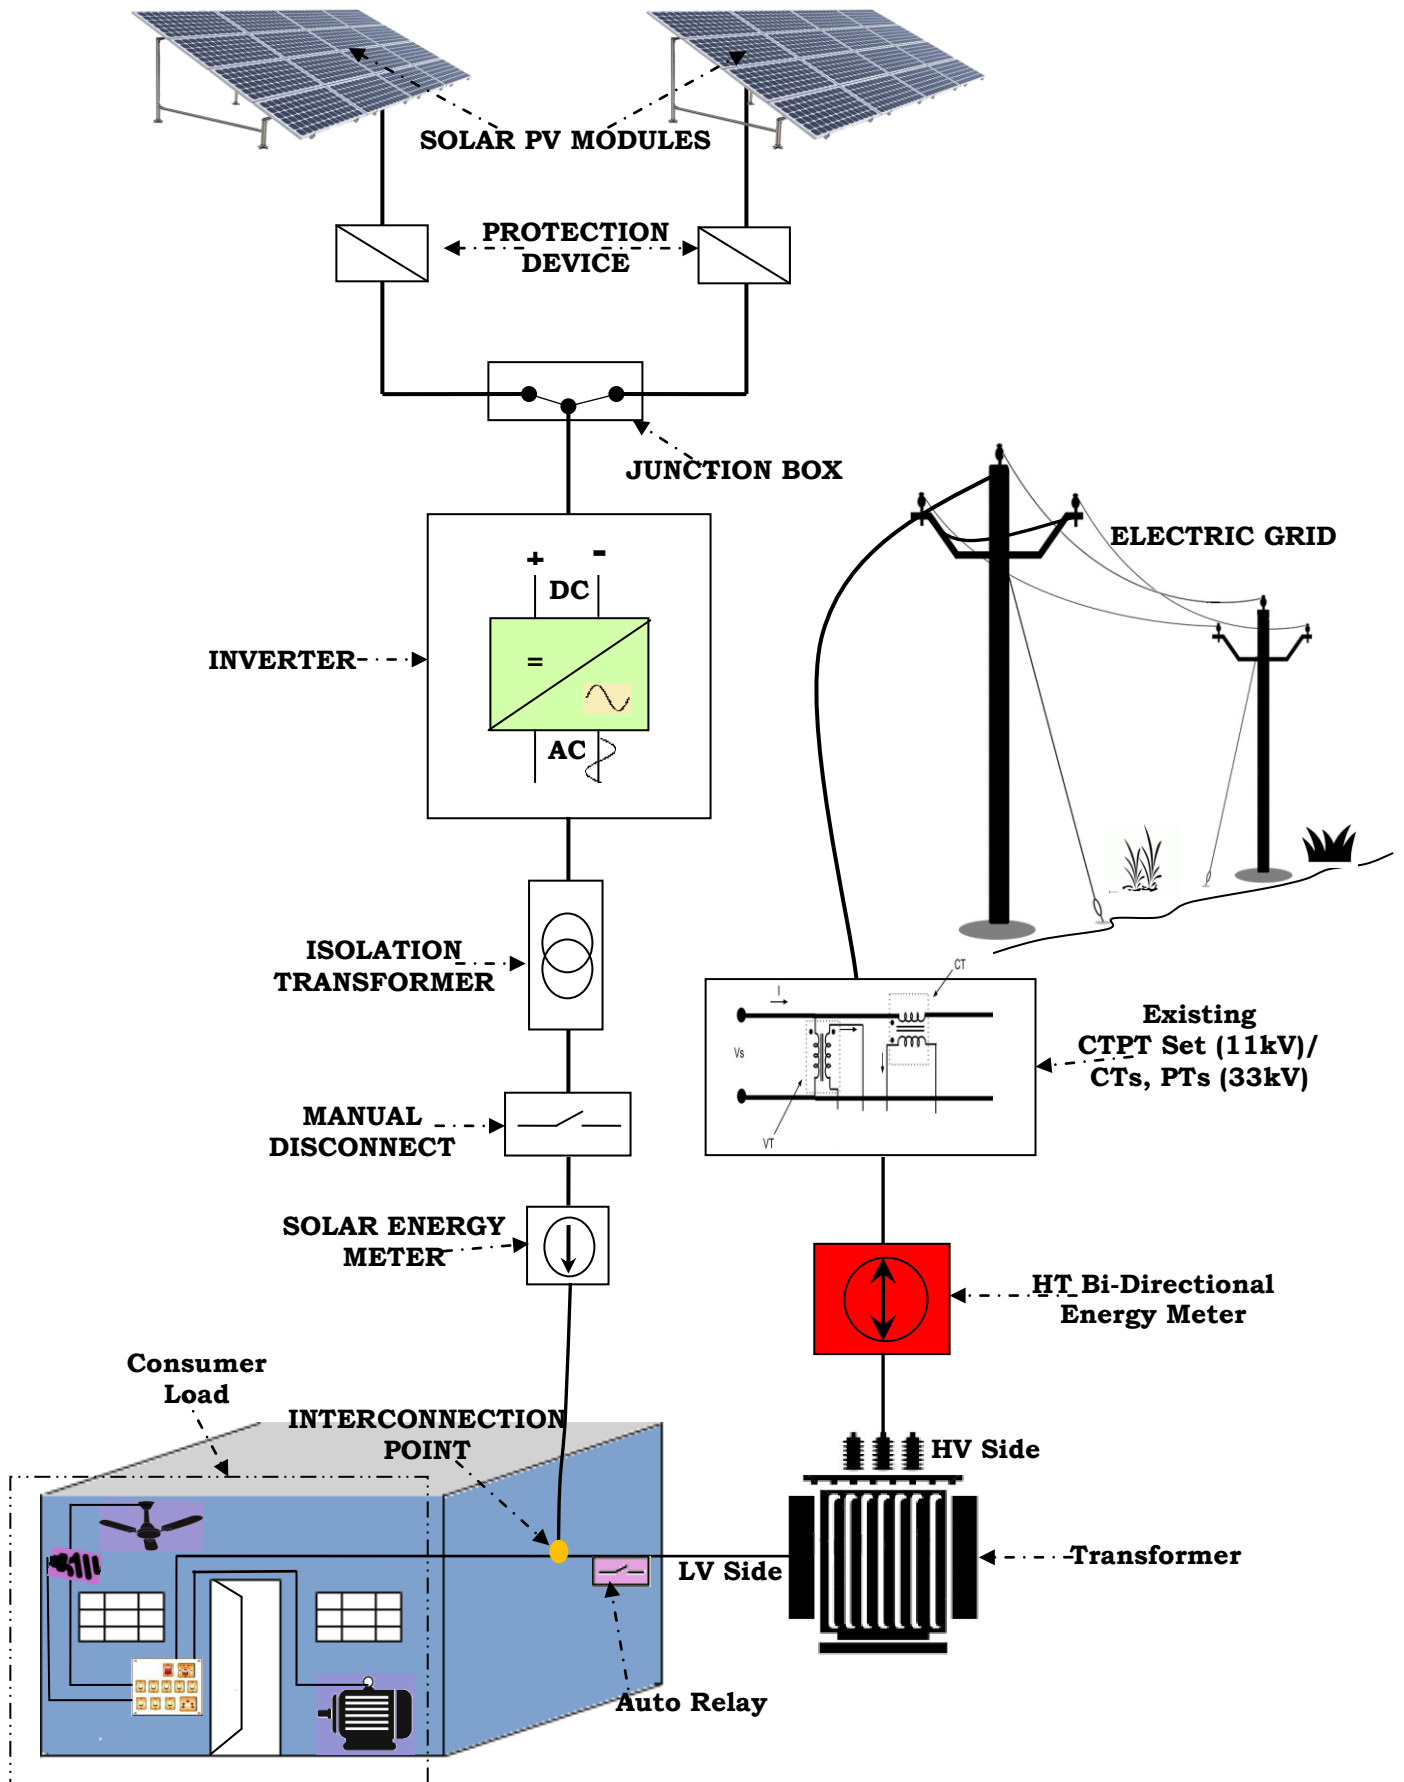 SOLAR PV MODULES
PROTECTION
DEVICE
JUNCTION BOX
ELECTRIC GRID
+ -
DC
INVERTER
=
AC
ISOLATION
TRANSFORMER
CT
I
Vs
VT
Existing
CTPT Set (11kV)/
CTs, PTs (33kV)
MANUAL
DISCONNECT
SOLAR ENERGY
METER
HT Bi-Directional
Energy Meter
Consumer
Load
INTERCONNECTION
POINT
HV Side
LV Side
Transformer
Auto Relay